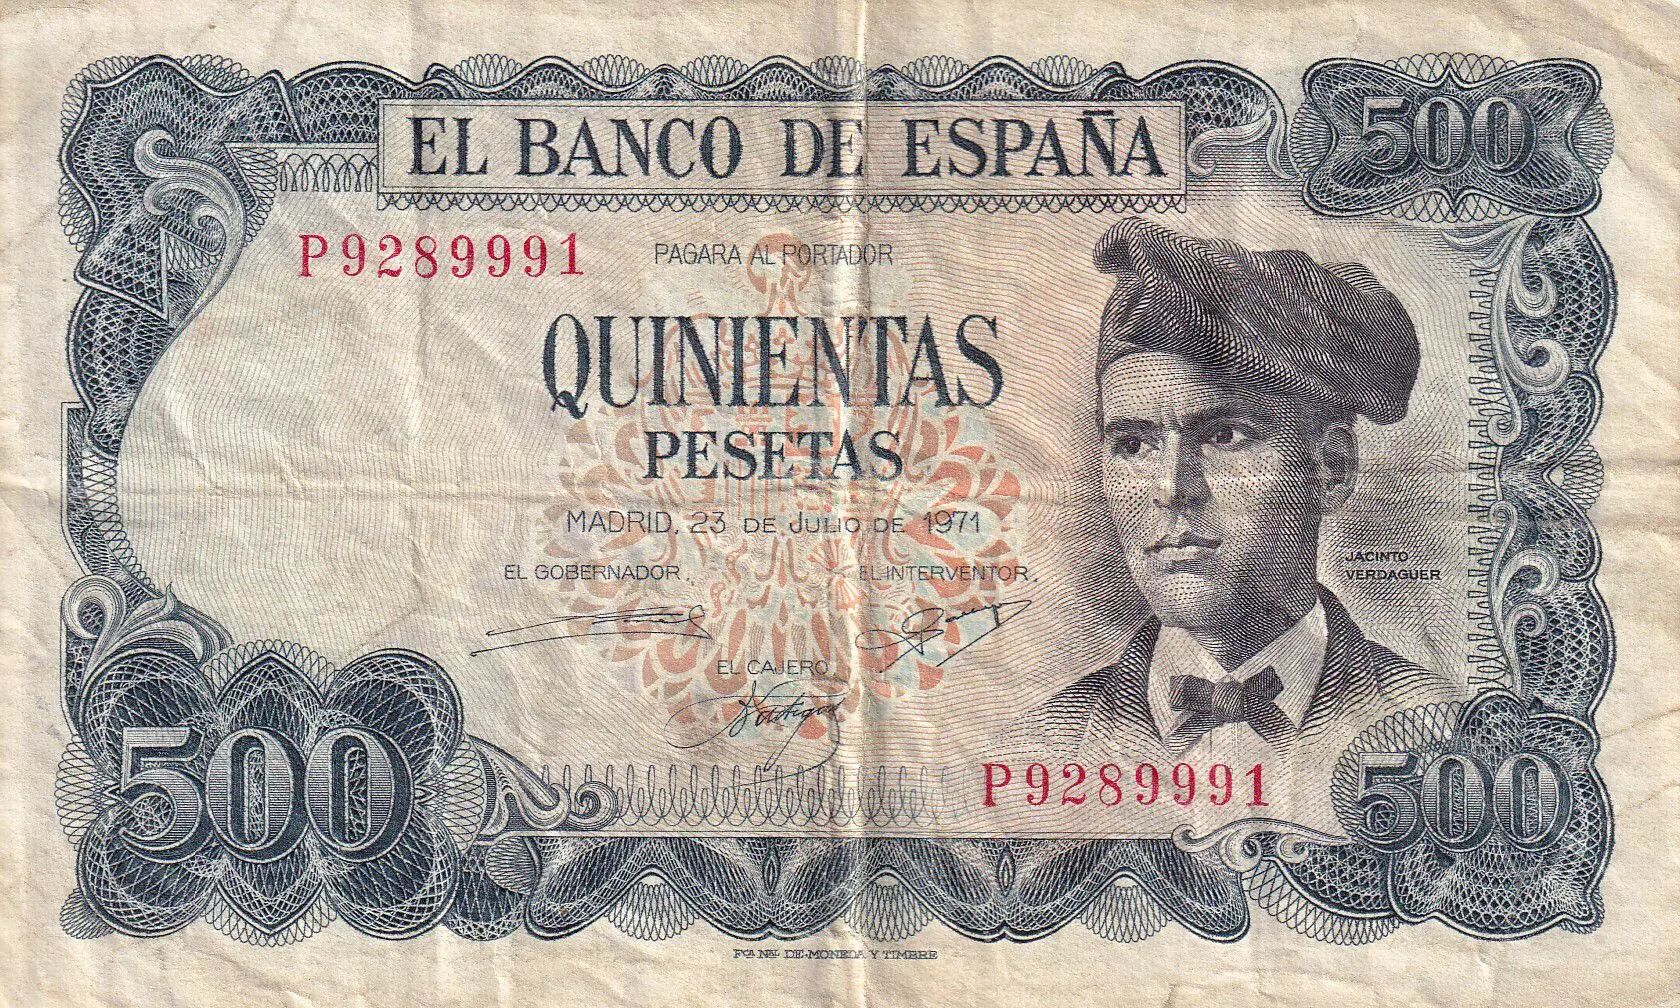 EL BANCO DE ESPAÑA
500
P9289991
PAGARA AL PORTADOR
QUINIENTAS
PESETAS
MADRID, 23 DE JULIO DE 1971
EL GOBERNADOR,
EL INTERVENTOR.
JACINTO
VERDAGUER
EL CAJERO
P9289991
500
500
FCA NAL DE MONEDA Y TIMBRE